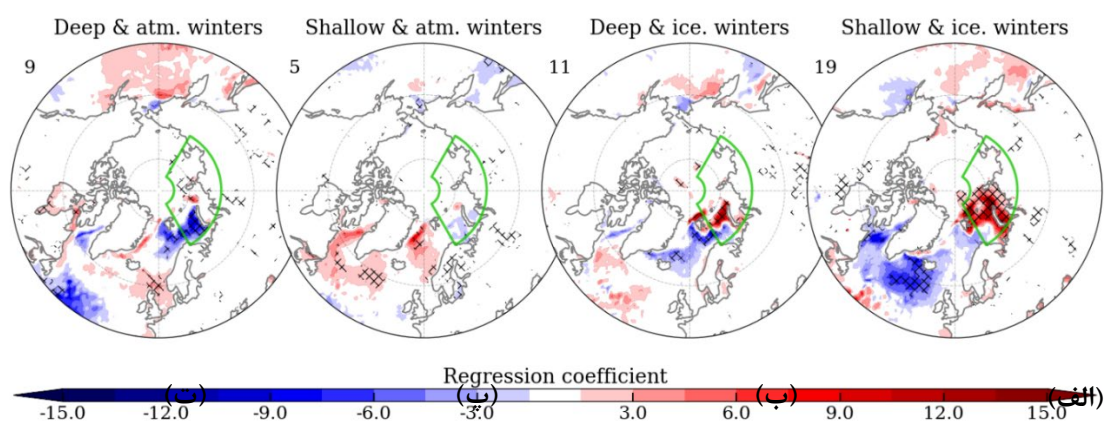 Deep & atm. winters Shallow & atm. winters Deep & ice. winters Shallow & ice. winters
9 5 11 19
Regression coefficient
(ت) (پ) (ب) (الف)
-15.0 -12.0 -9.0 -6.0 -3.0 3.0 6.0 9.0 12.0 15.0